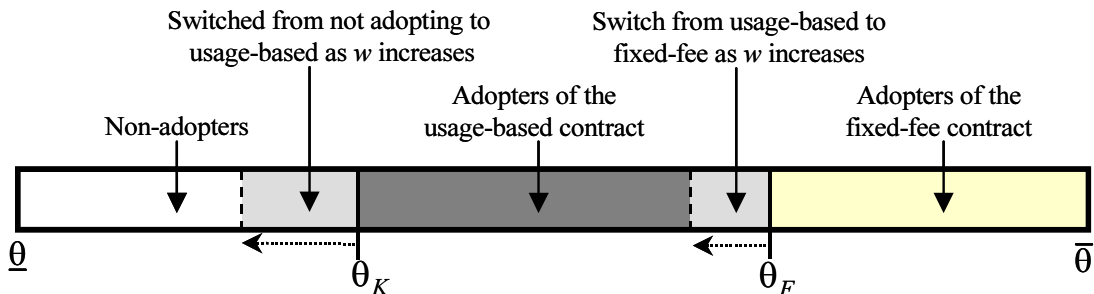 Switched from not adopting to
usage-based as w increases
Switch from usage-based to
fixed-fee as w increases
Non-adopters
Adopters of the
usage-based contract
Adopters of the
fixed-fee contract
θ
θK
θF
θ̅